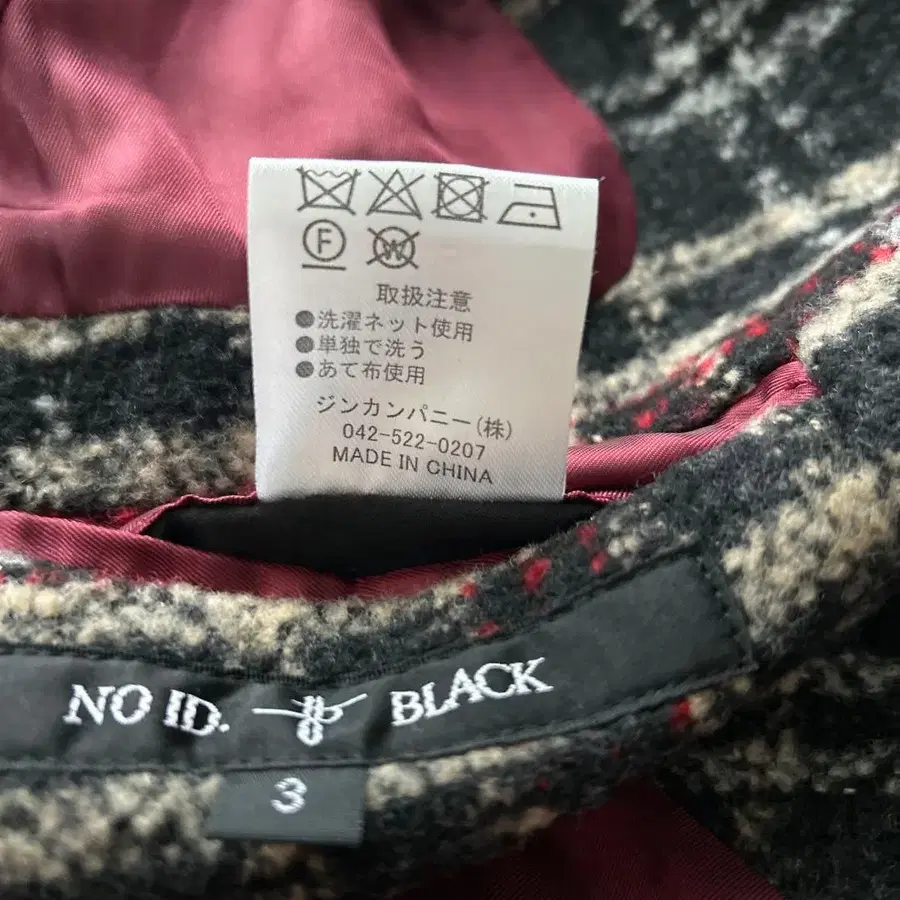 F W
取扱注意
●洗濯ネット使用
●単独で洗う
●あて布使用
ジンカンパニー(株)
042-522-0207
MADE IN CHINA
NO ID. BLACK
3